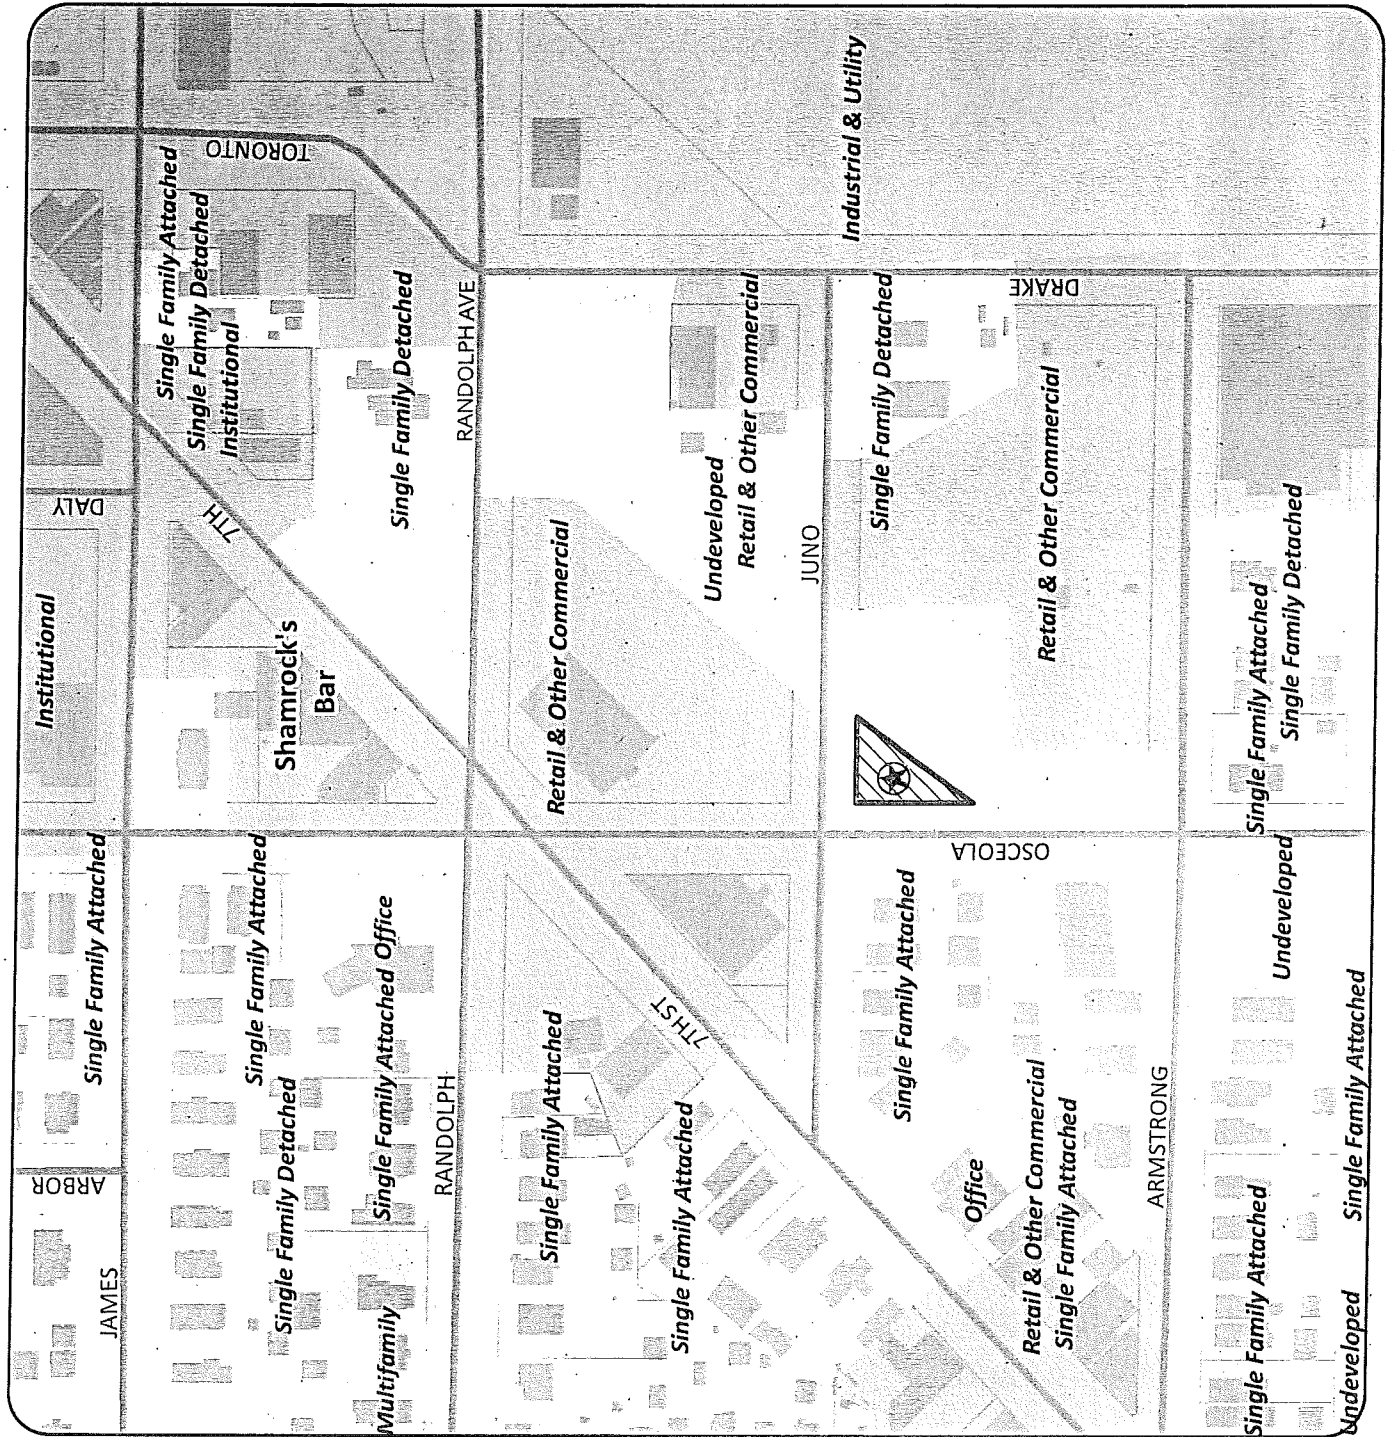 Institutional
ARBOR
DALY
Single Family Attached
JAMES
Single Family Attached
Single Family Detached
Institutional
7TH
TORONTO
Single Family Attached
Single Family Detached
Shamrock's
Bar
Multifamily
Single Family Attached
Office
Single Family Detached
RANDOLPH
RANDOLPH AVE
Single Family Attached
Retail & Other Commercial
7TH ST
Single Family Attached
Undeveloped
Retail & Other Commercial
JUNO
Industrial & Utility
Single Family Attached
Single Family Detached
Office
OSCEOLA
DRAKE
Retail & Other Commercial
Single Family Attached
Retail & Other Commercial
ARMSTRONG
Single Family Attached
Undeveloped
Single Family Attached
Single Family Detached
Undeveloped
Single Family Attached